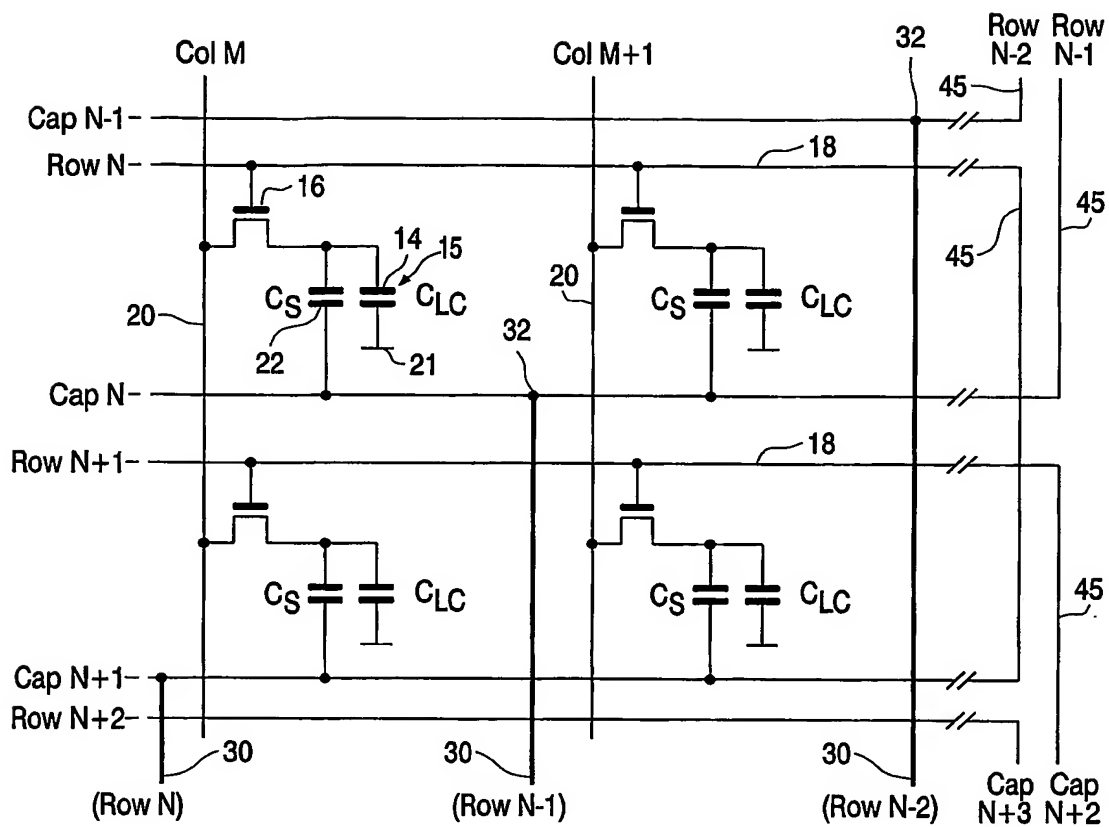 Col M
Col M+1
32
Row N-2
Row N-1
45
Cap N-1
Row N
18
16
45
45
14
15
20
CS
CLC
20
CS
CLC
22
21
32
Cap N
Row N+1
18
CS
CLC
CS
CLC
45
Cap N+1
Row N+2
30
30
30
(Row N)
(Row N-1)
(Row N-2)
Cap N+3
Cap N+2